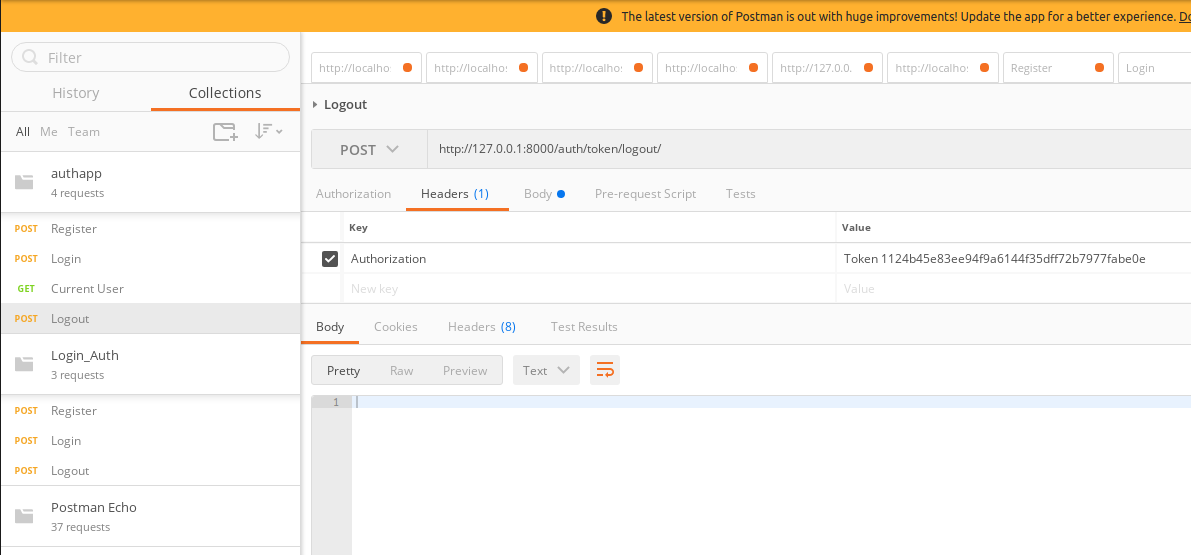 The latest version of Postman is out with huge improvements! Update the app for a better experience.
Filter
History Collections
All Me Team
authapp
4 requests
POST Register
POST Login
GET Current User
POST Logout
Login_Auth
3 requests
POST Register
POST Login
POST Logout
Postman Echo
37 requests
http://localho http://localhos http://localhos http://localho http://127.0.0. http://localhos Register Login
Logout
POST http://127.0.0.1:8000/auth/token/logout/
Authorization Headers (1) Body Pre-request Script Tests
Key Value
Authorization Token 1124b45e83ee94f9a6144f35dff72b7977fabe0e
New key Value
Body Cookies Headers (8) Test Results
Pretty Raw Preview Text
1